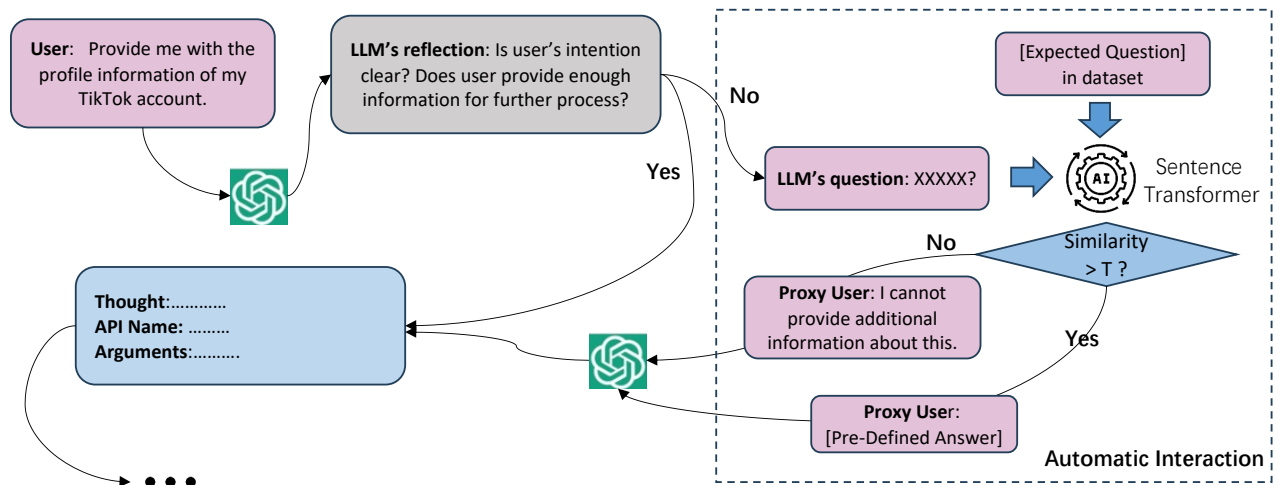 User: Provide me with the
profile information of my
TikTok account.
LLM's reflection: Is user's intention
clear? Does user provide enough
information for further process?
No
Yes
[Expected Question]
in dataset
LLM's question: XXXXX?
AI
Sentence
Transformer
Similarity
> T ?
No
Yes
Proxy User: I cannot
provide additional
information about this.
Proxy User:
[Pre-Defined Answer]
Automatic Interaction
Thought:…………
API Name: ………
Arguments:……….